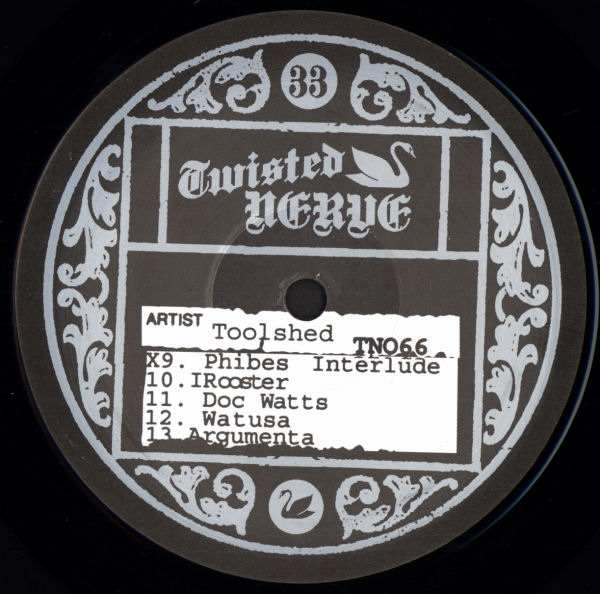 33
Twisted
NERVE
ARTIST Toolshed TN066.
X9. Phibes Interlude
10. IRooster
11. Doc Watts
12. Watusa
13 Argumenta